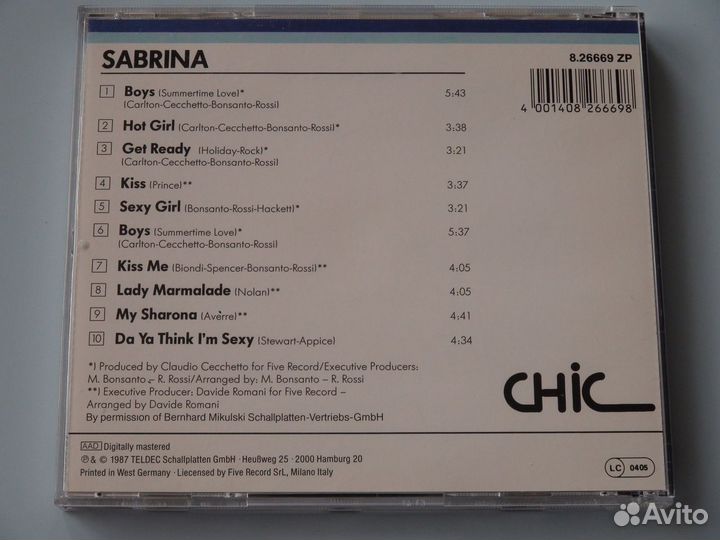 SABRINA 8.26669 ZP
1 Boys (Summertime Love)* 5:43
(Carlton-Cecchetto-Bonsanto-Rossi)
2 Hot Girl (Carlton-Cecchetto-Bonsanto-Rossi)* 3:38
3 Get Ready (Holiday-Rock)* 3:21
(Carlton-Cecchetto-Bonsanto-Rossi)
4 Kiss (Prince)** 3:37
5 Sexy Girl (Bonsanto-Rossi-Hackett)* 3:21
6 Boys (Summertime Love)* 5:37
(Carlton-Cecchetto-Bonsanto-Rossi)
7 Kiss Me (Biondi-Spencer-Bonsanto-Rossi)** 4:05
8 Lady Marmalade (Nolan)** 4:05
9 My Sharona (Avèrre)** 4:41
10 Da Ya Think I'm Sexy (Stewart-Appice) 4:34
4 001408 266698
*) Produced by Claudio Cecchetto for Five Record/Executive Producers:
M. Bonsanto – R. Rossi/Arranged by: M. Bonsanto – R. Rossi
**) Executive Producer: Davide Romani for Five Record –
Arranged by Davide Romani
By permission of Bernhard Mikulski Schallplatten-Vertriebs-GmbH
CHiC
AAD Digitally mastered
℗ & © 1987 TELDEC Schallplatten GmbH · Heußweg 25 · 2000 Hamburg 20
Printed in West Germany · Liecensed by Five Record SrL, Milano Italy
LC 0405
Avito